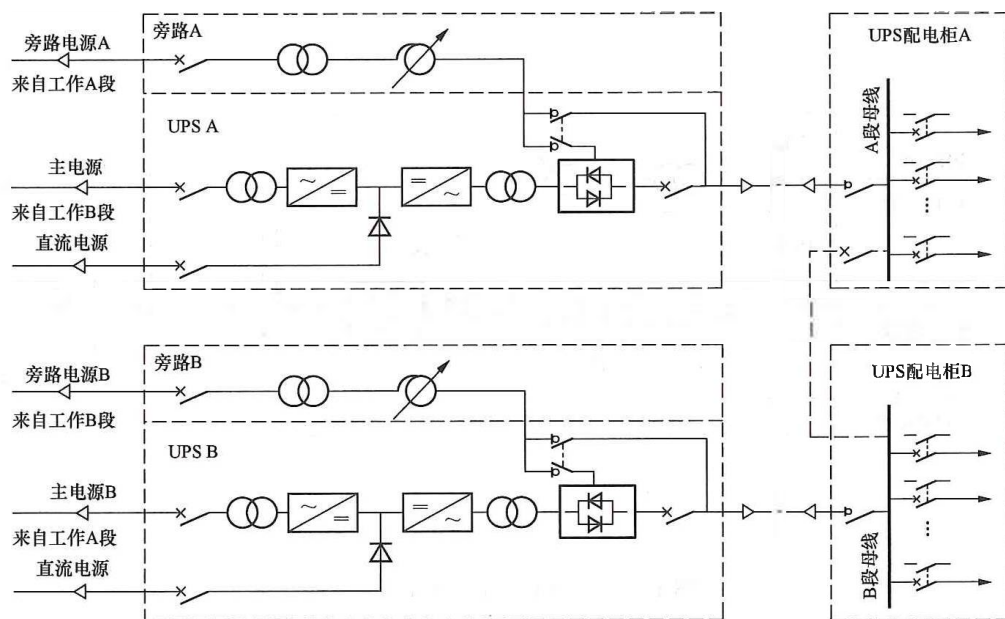 旁路电源A
来自工作A段
旁路A
UPS A
主电源
来自工作B段
直流电源
UPS配电柜A
A段母线
旁路电源B
来自工作B段
旁路B
UPS B
主电源B
来自工作A段
直流电源
UPS配电柜B
B段母线